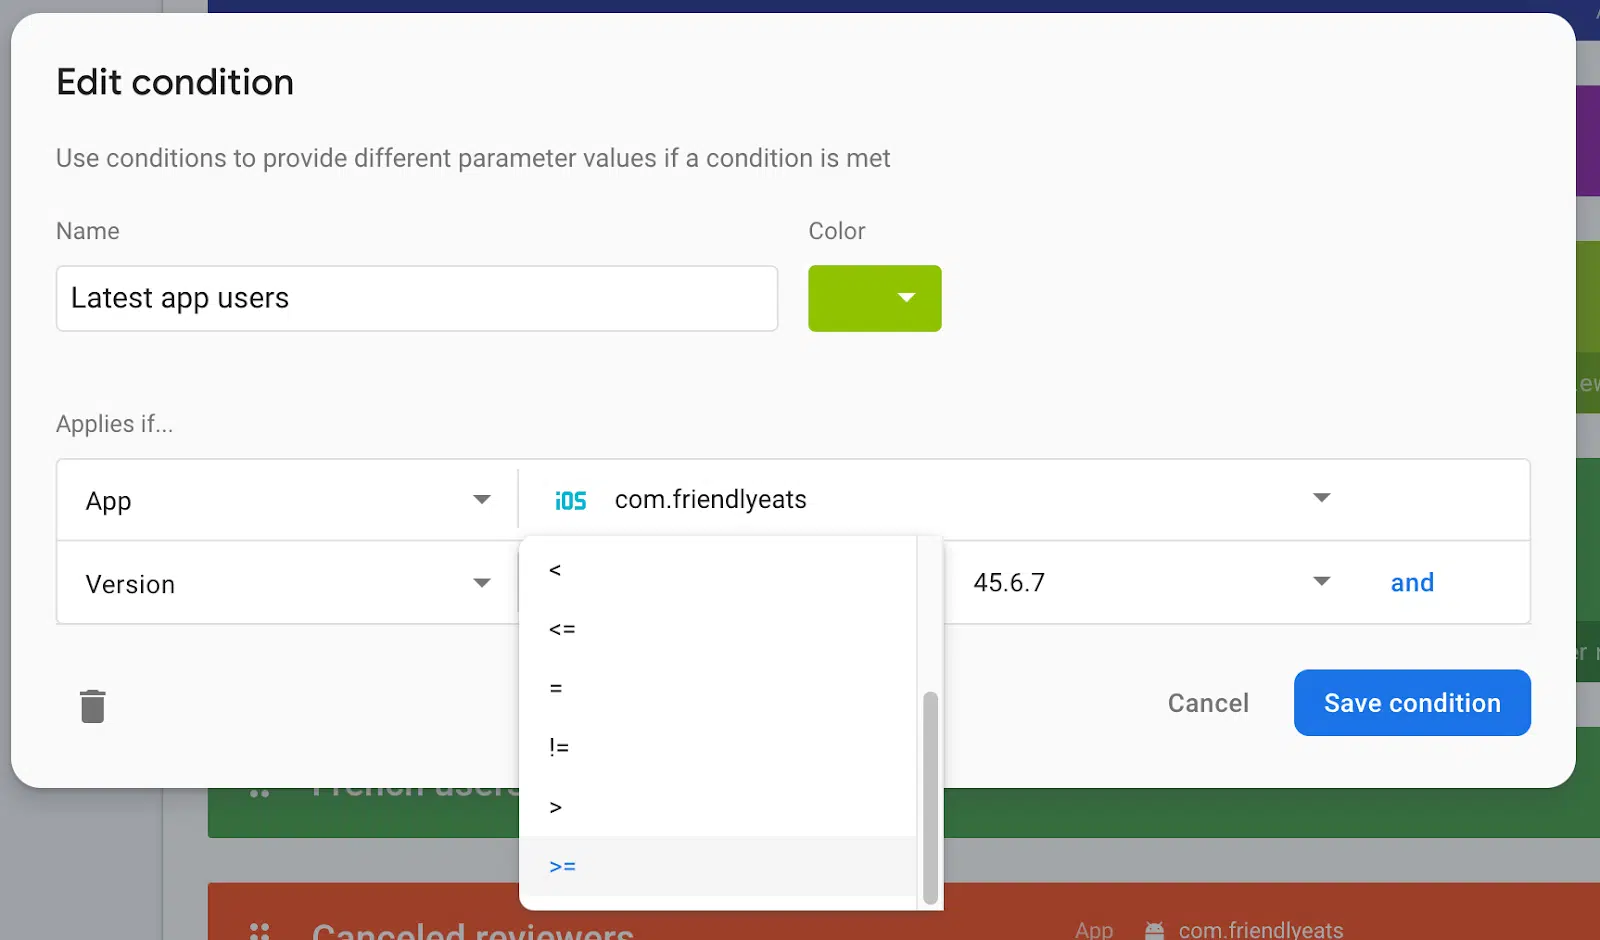 Edit condition
Use conditions to provide different parameter values if a condition is met
Name
Color
Latest app users
Applies if...
App
iOS com.friendlyeats
Version
45.6.7
and
<
<=
=
!=
>
>=
Cancel
Save condition
French users
Canceled reviewers
App com.friendlyeats